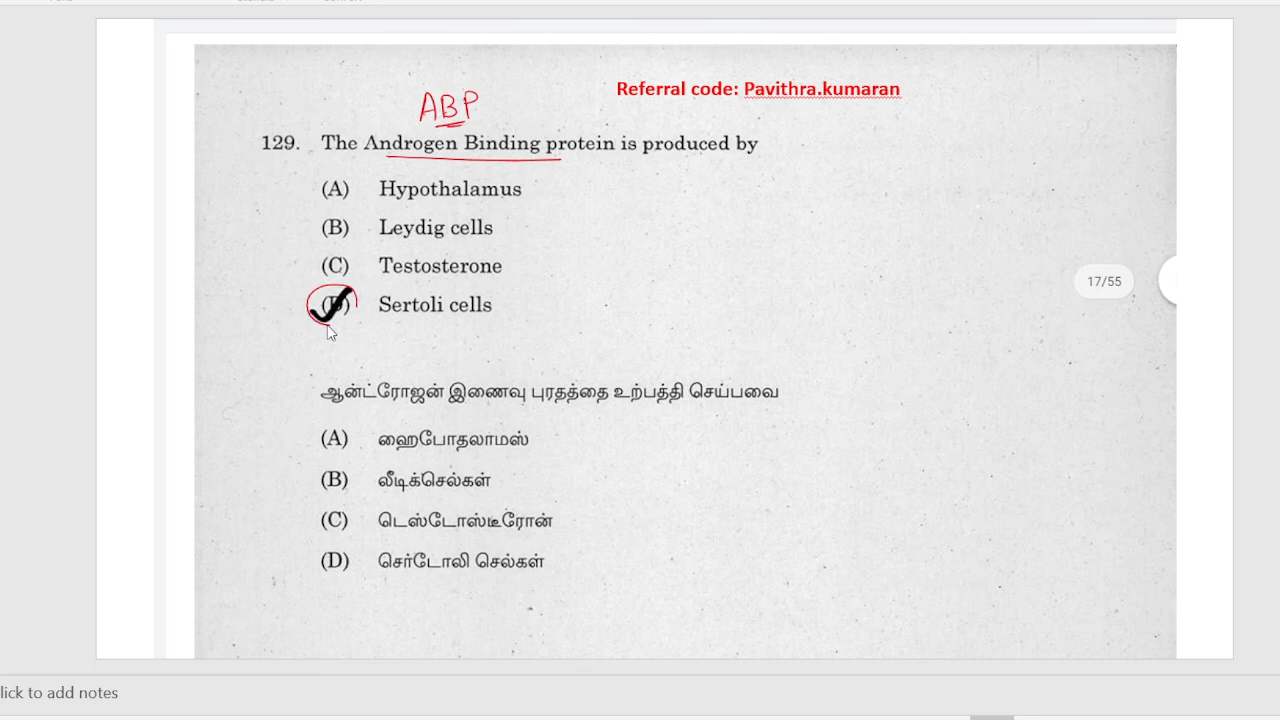 Referral code: Pavithra.kumaran
ABP
129. The Androgen Binding protein is produced by
(A) Hypothalamus
(B) Leydig cells
(C) Testosterone
(D) Sertoli cells
17/55
ஆன்ட்ரோஜன் இணைவு புரதத்தை உற்பத்தி செய்பவை
(A) ஹைபோதலாமஸ்
(B) லீடிக்செல்கள்
(C) டெஸ்டோஸ்டீரோன்
(D) செர்டோலி செல்கள்
lick to add notes